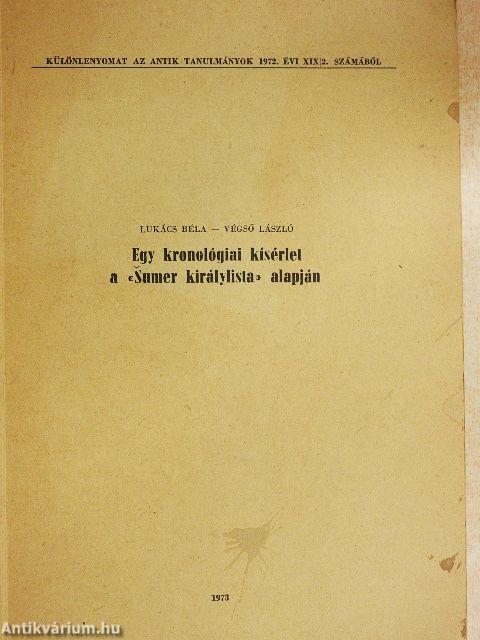 KÜLÖNLENYOMAT AZ ANTIK TANULMÁNYOK 1972. ÉVI XIX/2. SZÁMÁBÓL
LUKÁCS BÉLA — VÉGSŐ LÁSZLÓ
Egy kronológiai kísérlet
a «Šumer királylista» alapján
1973
Antikvárium.hu